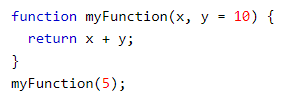 function myFunction(x, y = 10) {
  return x + y;
}
myFunction(5);